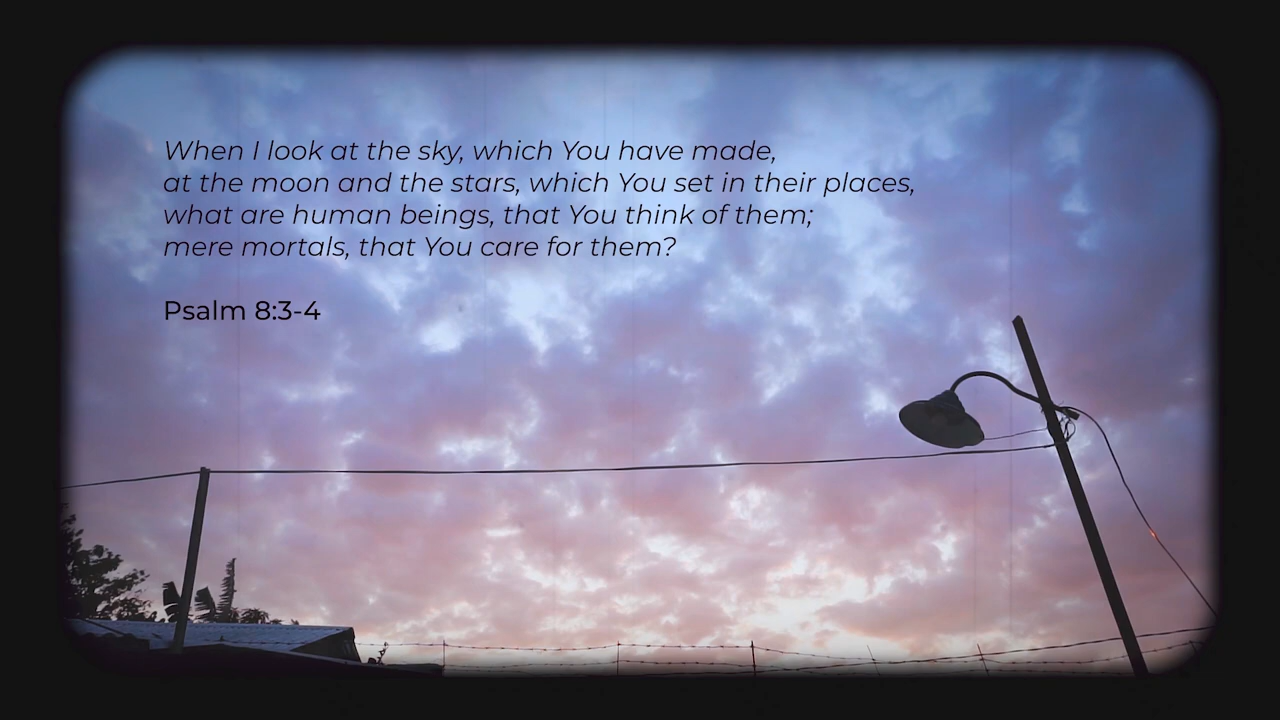 When I look at the sky, which You have made,
at the moon and the stars, which You set in their places,
what are human beings, that You think of them;
mere mortals, that You care for them?
Psalm 8:3-4